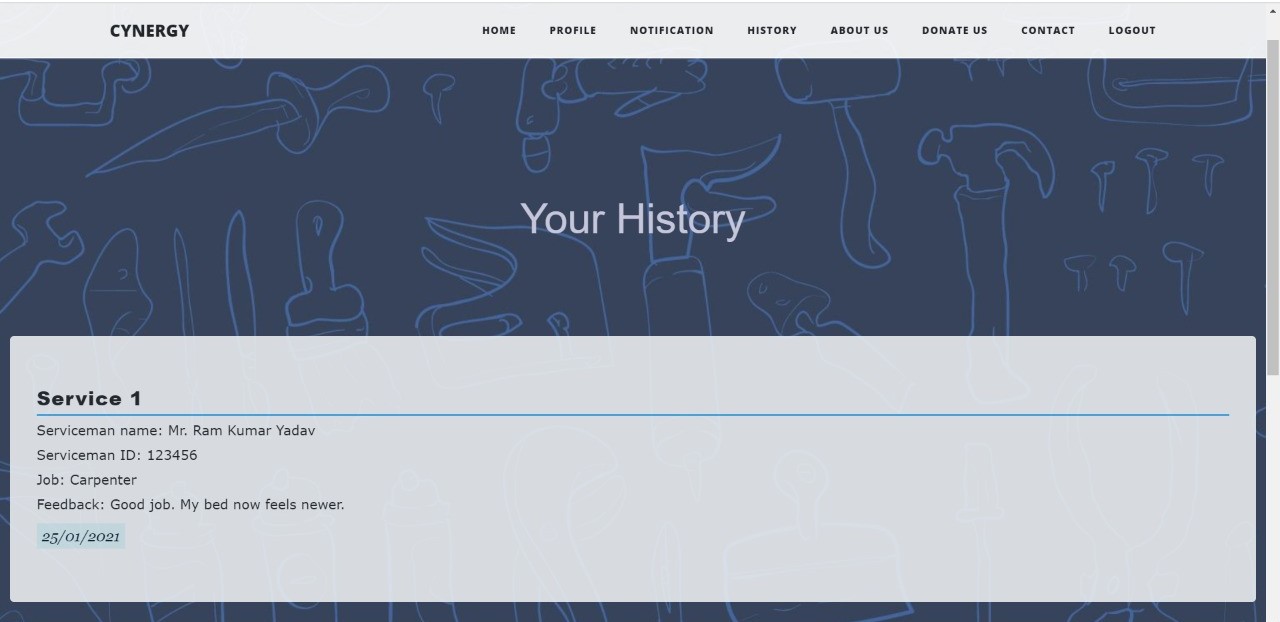 CYNERGY
HOME PROFILE NOTIFICATION HISTORY ABOUT US DONATE US CONTACT LOGOUT
Your History
Service 1
Serviceman name: Mr. Ram Kumar Yadav
Serviceman ID: 123456
Job: Carpenter
Feedback: Good job. My bed now feels newer.
25/01/2021